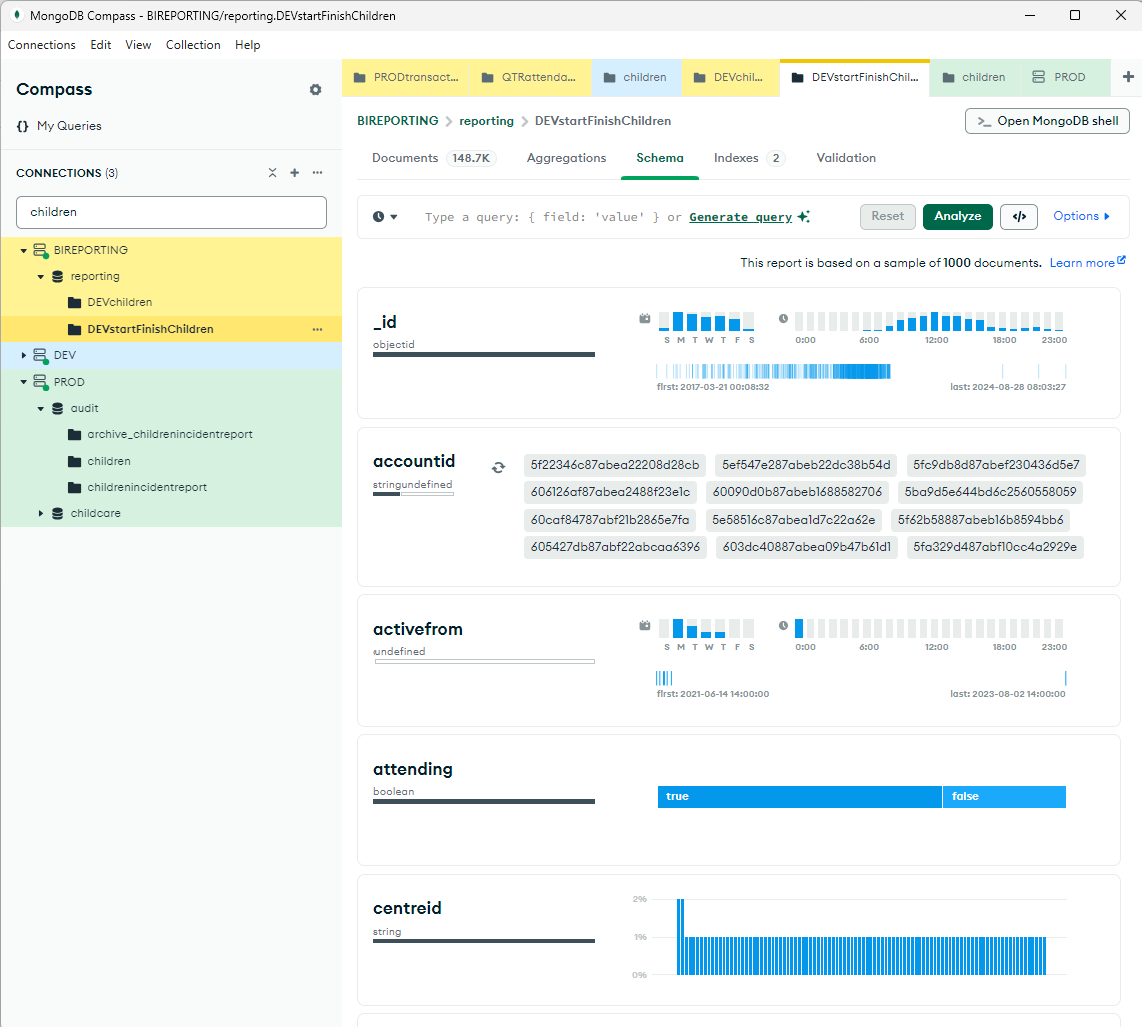 MongoDB Compass - BIREPORTING/reporting.DEVstartFinishChildren
Connections Edit View Collection Help
Compass
{} My Queries
CONNECTIONS (3)
children
BIREPORTING
reporting
DEVchildren
DEVstartFinishChildren
DEV
PROD
audit
archive_childrenincidentreport
children
childrenincidentreport
childcare
PRODtransact... QTRattenda... children DEVchil... DEVstartFinishChil... children PROD
BIREPORTING > reporting > DEVstartFinishChildren
>_ Open MongoDB shell
Documents 148.7K Aggregations Schema Indexes 2 Validation
Type a query: { field: 'value' } or Generate query
Reset Analyze </> Options
This report is based on a sample of 1000 documents. Learn more
_id
objectid
S M T W T F S
0:00 6:00 12:00 18:00 23:00
first: 2017-03-21 00:08:32 last: 2024-08-28 08:03:27
accountid
stringundefined
5f22346c87abea22208d28cb 5ef547e287abeb22dc38b54d 5fc9db8d87abef230436d5e7
606126af87abea2488f23e1c 60090d0b87abeb1688582706 5ba9d5e644bd6c2560558059
60caf84787abf21b2865e7fa 5e58516c87abea1d7c22a62e 5f62b58887abeb16b8594bb6
605427db87abf22abcaa6396 603dc40887abea09b47b61d1 5fa329d487abf10cc4a2929e
activefrom
undefined
S M T W T F S
0:00 6:00 12:00 18:00 23:00
first: 2021-06-14 14:00:00 last: 2023-08-02 14:00:00
attending
boolean
true false
centreid
string
2%
1%
0%